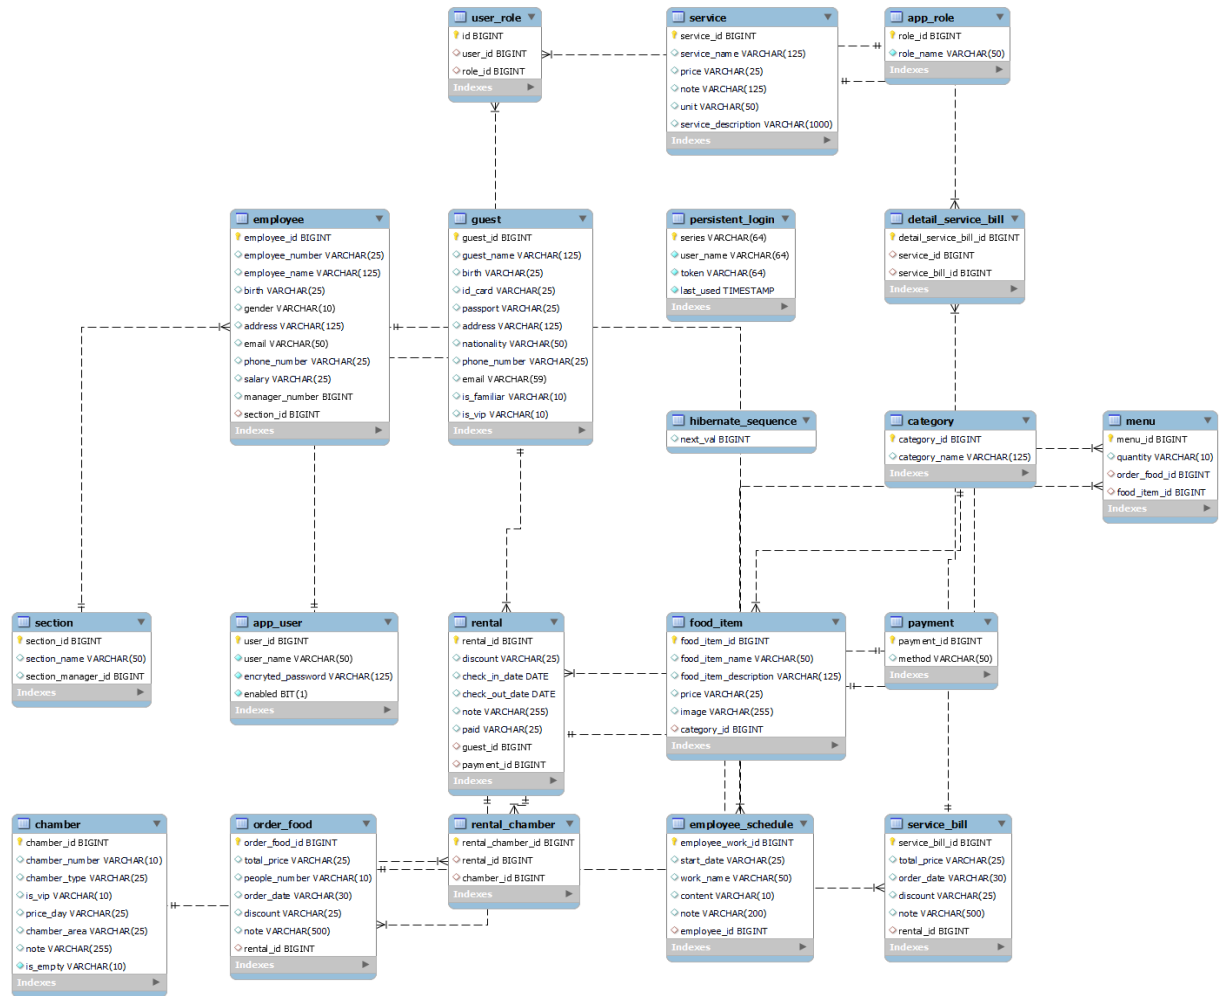 user_role
id BIGINT
user_id BIGINT
role_id BIGINT
Indexes
service
service_id BIGINT
service_name VARCHAR(125)
price VARCHAR(25)
note VARCHAR(125)
unit VARCHAR(50)
service_description VARCHAR(1000)
Indexes
app_role
role_id BIGINT
role_name VARCHAR(50)
Indexes
employee
employee_id BIGINT
employee_number VARCHAR(25)
employee_name VARCHAR(125)
birth VARCHAR(25)
gender VARCHAR(10)
address VARCHAR(125)
email VARCHAR(50)
phone_number VARCHAR(25)
salary VARCHAR(25)
manager_number BIGINT
section_id BIGINT
Indexes
guest
guest_id BIGINT
guest_name VARCHAR(125)
birth VARCHAR(25)
id_card VARCHAR(25)
passport VARCHAR(25)
address VARCHAR(125)
nationality VARCHAR(50)
phone_number VARCHAR(25)
email VARCHAR(59)
is_familiar VARCHAR(10)
is_vip VARCHAR(10)
Indexes
persistent_login
series VARCHAR(64)
user_name VARCHAR(64)
token VARCHAR(64)
last_used TIMESTAMP
Indexes
detail_service_bill
detail_service_bill_id BIGINT
service_id BIGINT
service_bill_id BIGINT
Indexes
hibernate_sequence
next_val BIGINT
category
category_id BIGINT
category_name VARCHAR(125)
Indexes
menu
menu_id BIGINT
quantity VARCHAR(10)
order_food_id BIGINT
food_item_id BIGINT
Indexes
section
section_id BIGINT
section_name VARCHAR(50)
section_manager_id BIGINT
Indexes
app_user
user_id BIGINT
user_name VARCHAR(50)
encryted_password VARCHAR(125)
enabled BIT(1)
Indexes
rental
rental_id BIGINT
discount VARCHAR(25)
check_in_date DATE
check_out_date DATE
note VARCHAR(255)
paid VARCHAR(25)
guest_id BIGINT
payment_id BIGINT
Indexes
food_item
food_item_id BIGINT
food_item_name VARCHAR(50)
food_item_description VARCHAR(125)
price VARCHAR(25)
image VARCHAR(255)
category_id BIGINT
Indexes
payment
payment_id BIGINT
method VARCHAR(50)
Indexes
chamber
chamber_id BIGINT
chamber_number VARCHAR(10)
chamber_type VARCHAR(25)
is_vip VARCHAR(10)
price_day VARCHAR(25)
chamber_area VARCHAR(25)
note VARCHAR(255)
is_empty VARCHAR(10)
Indexes
order_food
order_food_id BIGINT
total_price VARCHAR(25)
people_number VARCHAR(10)
order_date VARCHAR(30)
discount VARCHAR(25)
note VARCHAR(500)
rental_id BIGINT
Indexes
rental_chamber
rental_chamber_id BIGINT
rental_id BIGINT
chamber_id BIGINT
Indexes
employee_schedule
employee_work_id BIGINT
start_date VARCHAR(25)
work_name VARCHAR(50)
content VARCHAR(10)
note VARCHAR(200)
employee_id BIGINT
Indexes
service_bill
service_bill_id BIGINT
total_price VARCHAR(25)
order_date VARCHAR(30)
discount VARCHAR(25)
note VARCHAR(500)
rental_id BIGINT
Indexes